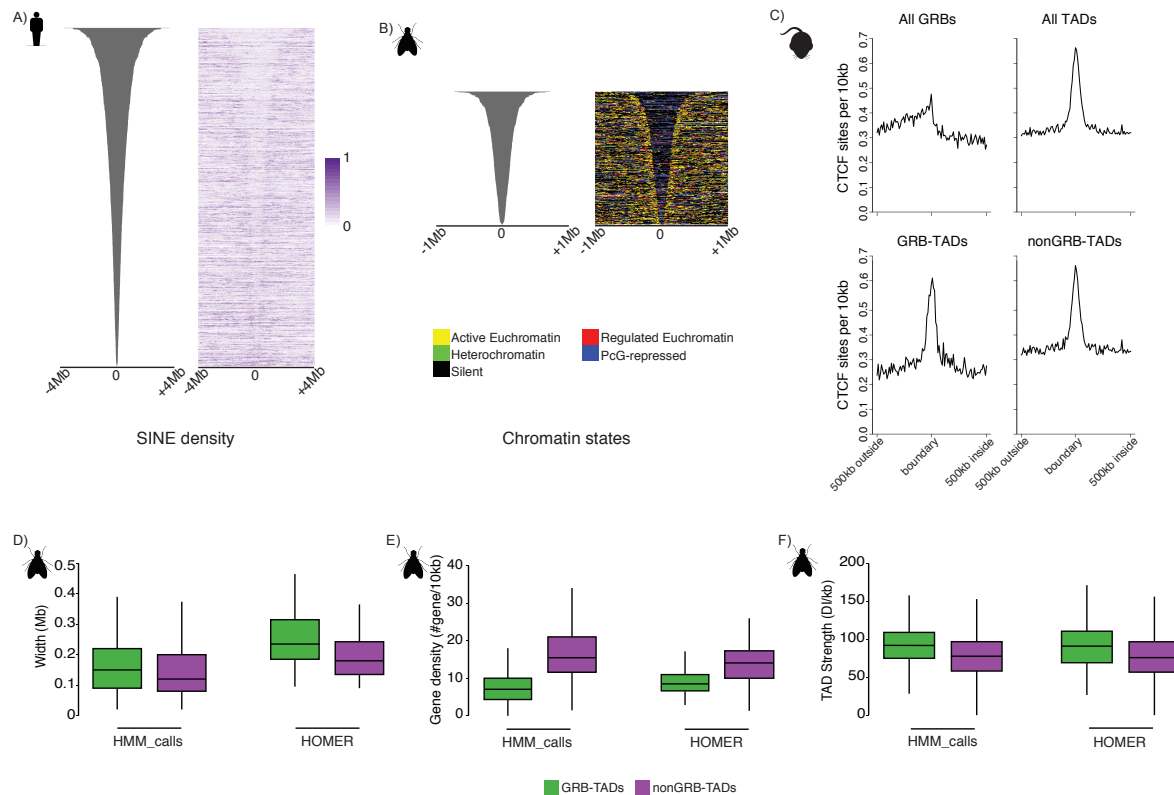 A)
-4Mb
0
+4Mb
-4Mb
0
+4Mb
1
0
SINE density
B)
-1Mb
0
+1Mb
-1Mb
0
+1Mb
Active Euchromatin
Regulated Euchromatin
Heterochromatin
PcG-repressed
Silent
Chromatin states
C)
All GRBs
All TADs
CTCF sites per 10kb
0.7
0.6
0.5
0.4
0.3
0.2
0.1
0.0
GRB-TADs
nonGRB-TADs
CTCF sites per 10kb
0.7
0.6
0.5
0.4
0.3
0.2
0.1
0.0
500kb outside
boundary
500kb inside
500kb outside
boundary
500kb inside
D)
Width (Mb)
0.5
0.4
0.3
0.2
0.1
0
HMM_calls
HOMER
E)
Gene density (#gene/10kb)
40
30
20
10
0
HMM_calls
HOMER
F)
TAD Strength (DI/kb)
200
150
100
50
0
HMM_calls
HOMER
GRB-TADs
nonGRB-TADs